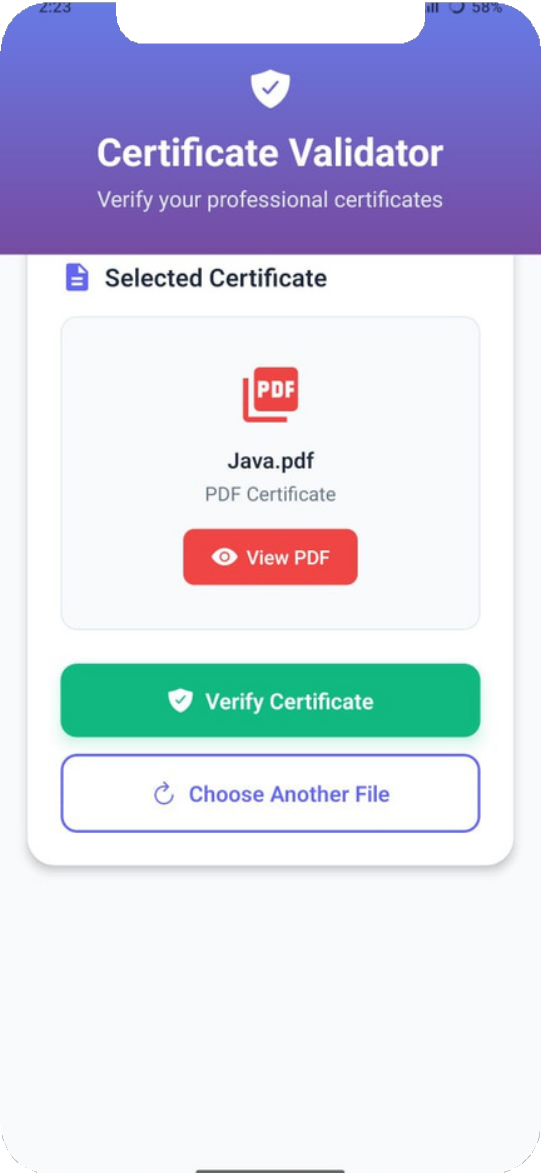 2:23 58%
Certificate Validator
Verify your professional certificates
Selected Certificate
PDF
Java.pdf
PDF Certificate
View PDF
Verify Certificate
Choose Another File